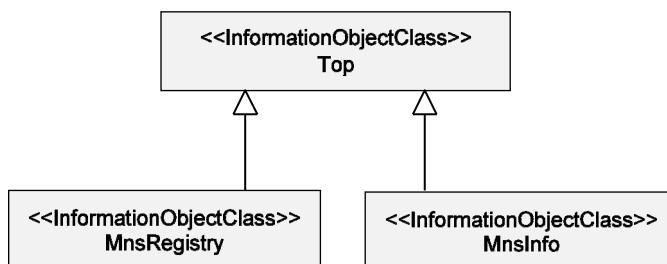 <<InformationObjectClass>>
Top
<<InformationObjectClass>>
MnsRegistry
<<InformationObjectClass>>
MnsInfo